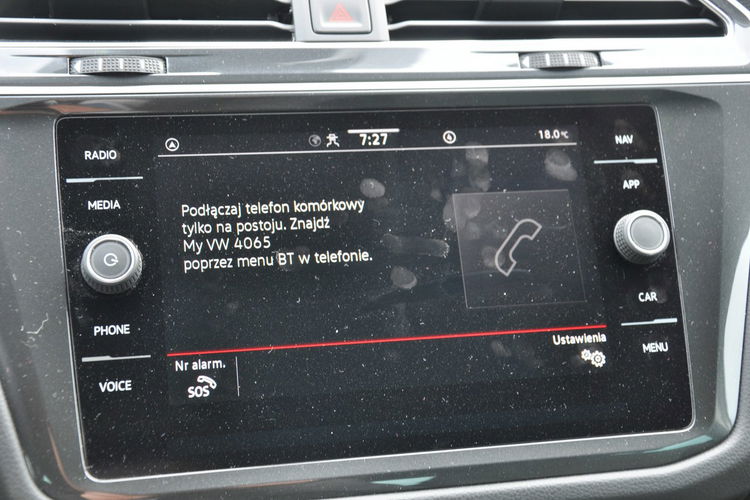 RADIO
MEDIA
PHONE
VOICE
7:27
18.0°C
Podłączaj telefon komórkowy
tylko na postoju. Znajdź
My VW 4065
poprzez menu BT w telefonie.
Nr alarm.
SOS
Ustawienia
NAV
APP
CAR
MENU